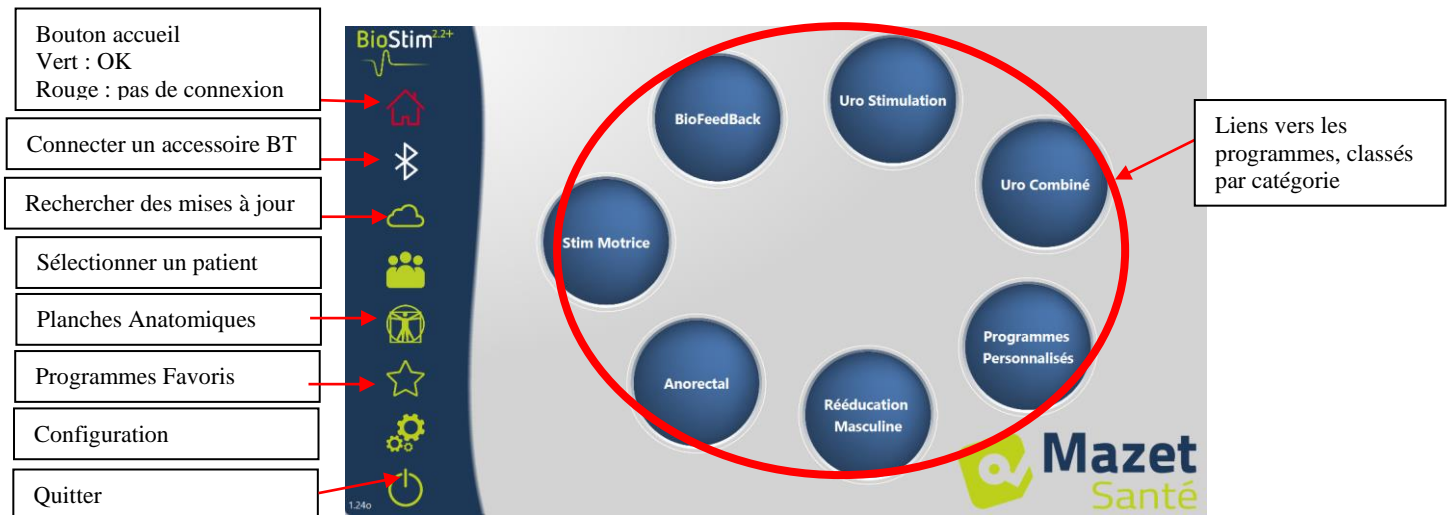 Bouton accueil
Vert : OK
Rouge : pas de connexion
Connecter un accessoire BT
Rechercher des mises à jour
Sélectionner un patient
Planches Anatomiques
Programmes Favoris
Configuration
Quitter
BioStim2.2+
1.24o
BioFeedBack
Uro Stimulation
Uro Combiné
Stim Motrice
Programmes
Personnalisés
Anorectal
Rééducation
Masculine
Mazet
Santé
Liens vers les
programmes, classés
par catégorie